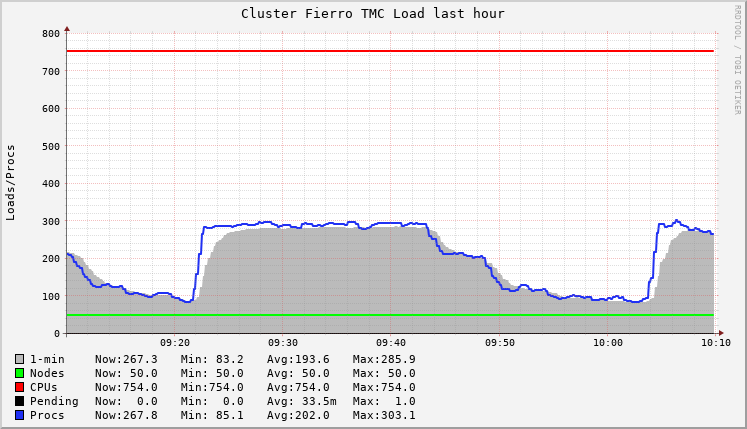 Cluster Fierro TMC Load last hour
RRDTOOL / TOBI OETIKER
Loads/Procs
800
700
600
500
400
300
200
100
0
09:20 09:30 09:40 09:50 10:00 10:10
1-min Now:267.3 Min: 83.2 Avg:193.6 Max:285.9
Nodes Now: 50.0 Min: 50.0 Avg: 50.0 Max: 50.0
CPUs Now:754.0 Min:754.0 Avg:754.0 Max:754.0
Pending Now: 0.0 Min: 0.0 Avg: 33.5m Max: 1.0
Procs Now:267.8 Min: 85.1 Avg:202.0 Max:303.1